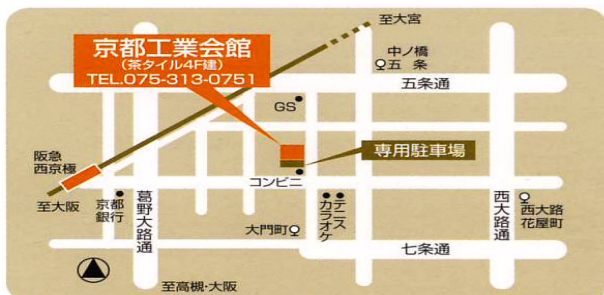 至大宮
京都工業会館
(茶タイル4F建)
TEL.075-313-0751
中ノ橋
五条
五条通
GS
阪急
西京極
専用駐車場
コンビニ
至大阪
京都
銀行
葛野大路通
大門町
カラオケ
テニス
西大路通
西大路
花屋町
七条通
至高槻・大阪